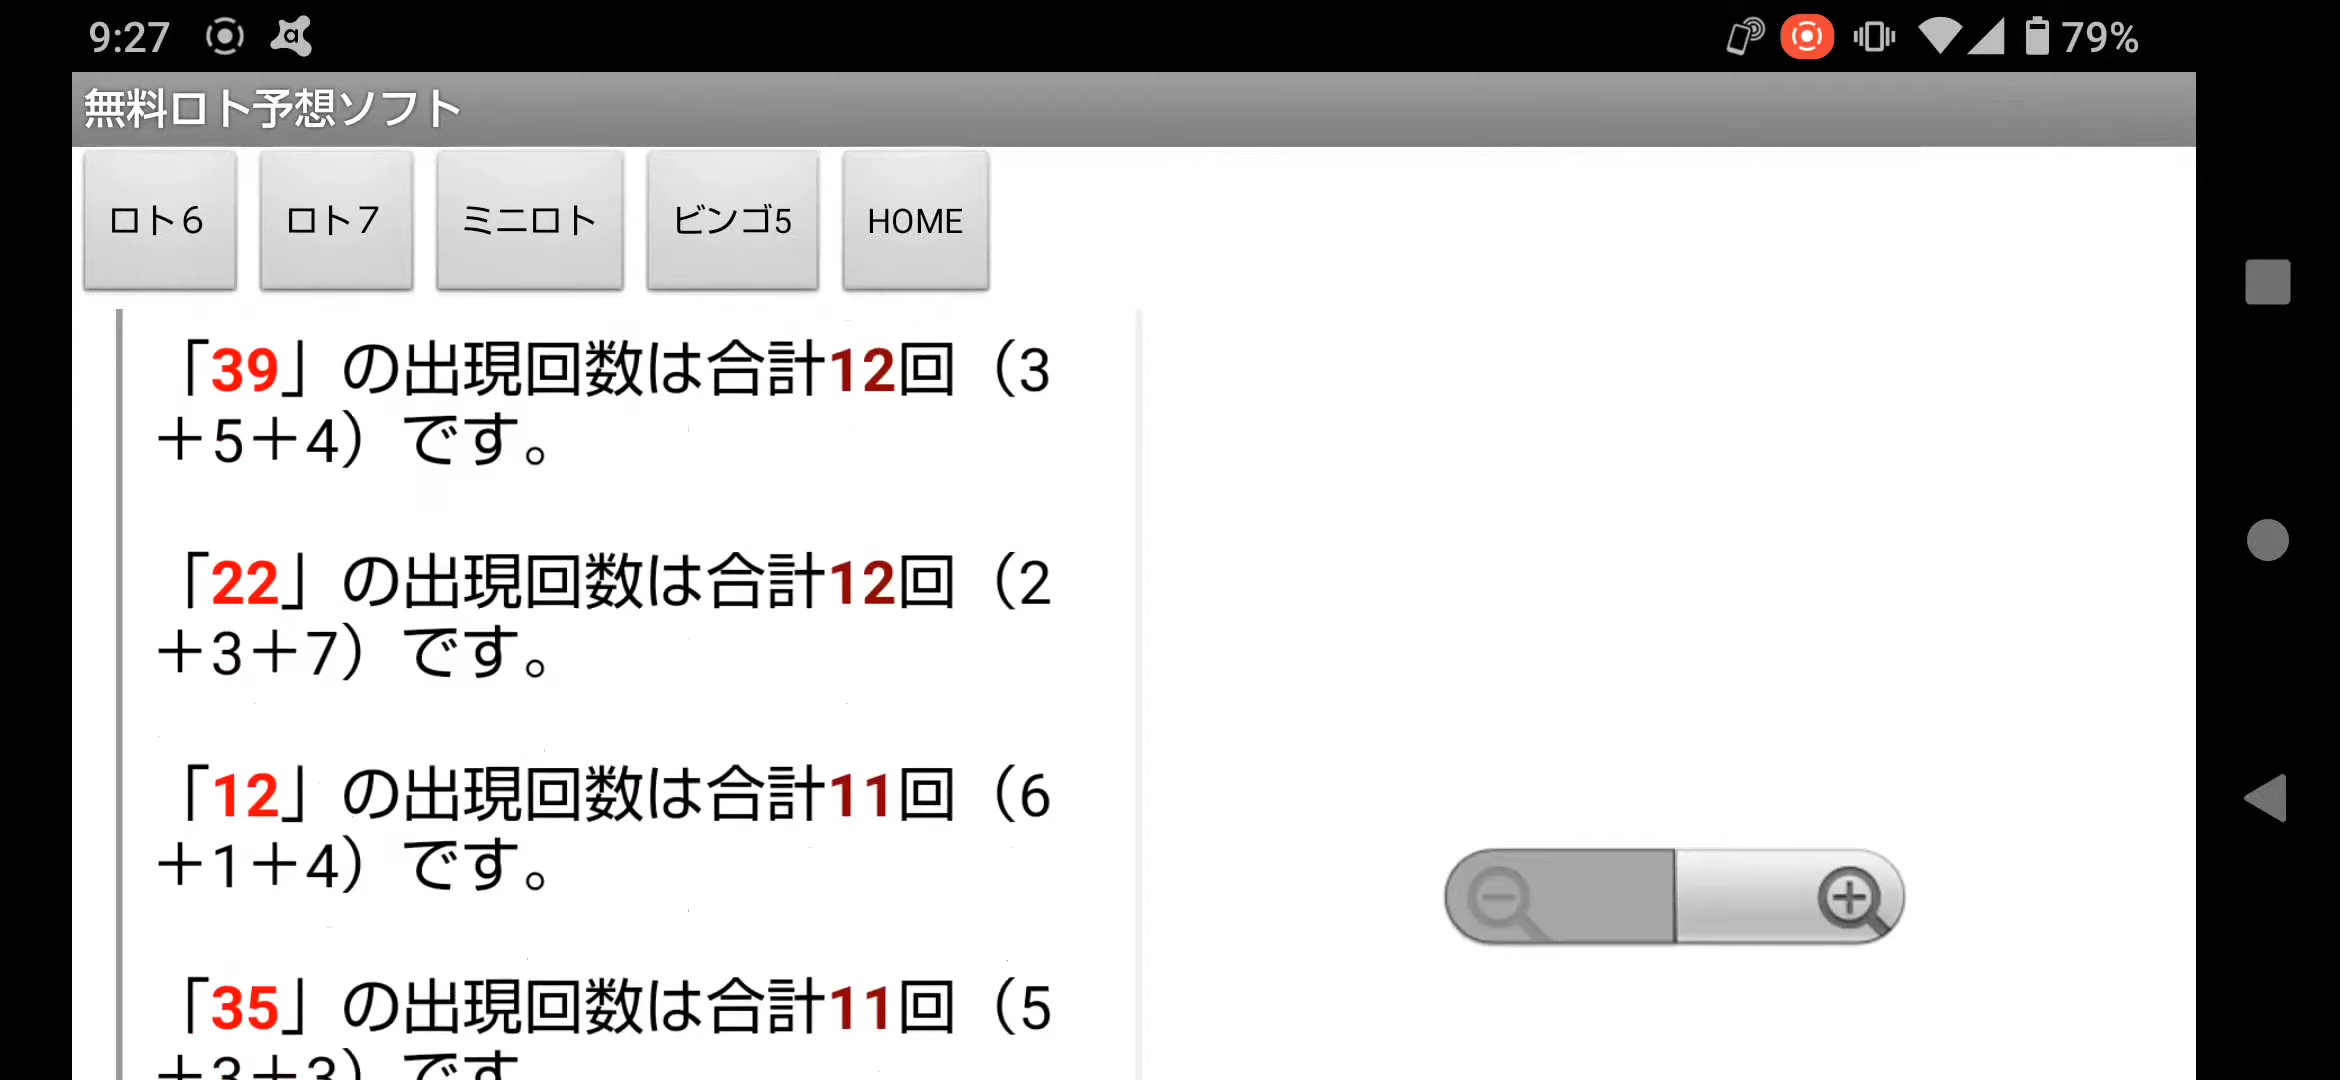 9:27
79%
無料ロト予想ソフト
ロト6 ロト7 ミニロト ビンゴ5 HOME
「39」の出現回数は合計12回（3
＋5＋4）です。
「22」の出現回数は合計12回（2
＋3＋7）です。
「12」の出現回数は合計11回（6
＋1＋4）です。
「35」の出現回数は合計11回（5
＋3＋3）です